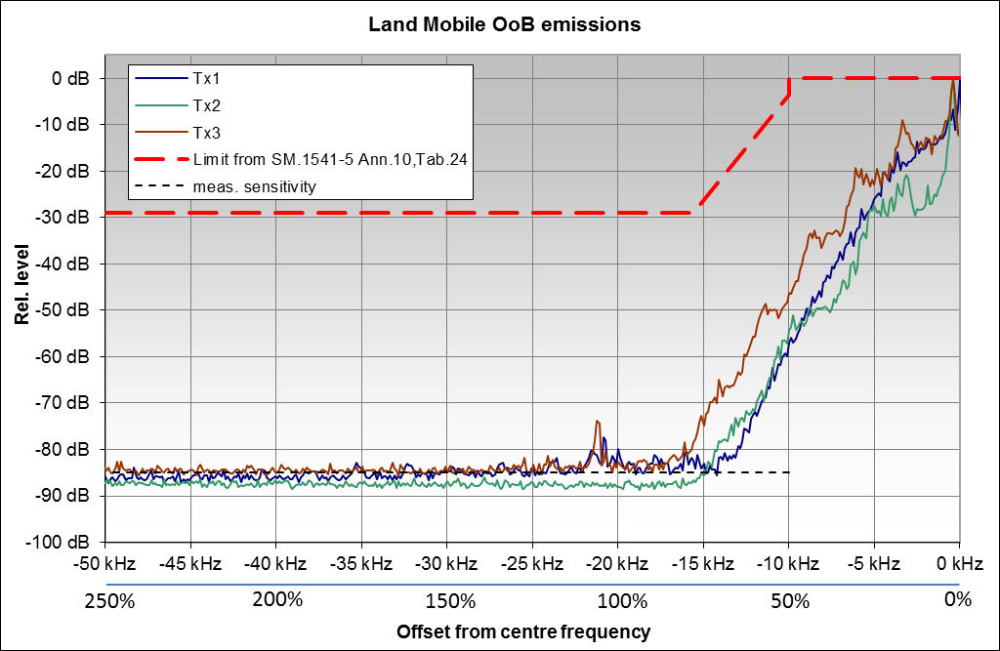 Land Mobile OoB emissions
Tx1
Tx2
Tx3
Limit from SM.1541-5 Ann.10,Tab.24
meas. sensitivity
Rel. level
0 dB
-10 dB
-20 dB
-30 dB
-40 dB
-50 dB
-60 dB
-70 dB
-80 dB
-90 dB
-100 dB
-50 kHz -45 kHz -40 kHz -35 kHz -30 kHz -25 kHz -20 kHz -15 kHz -10 kHz -5 kHz 0 kHz
250% 200% 150% 100% 50% 0%
Offset from centre frequency